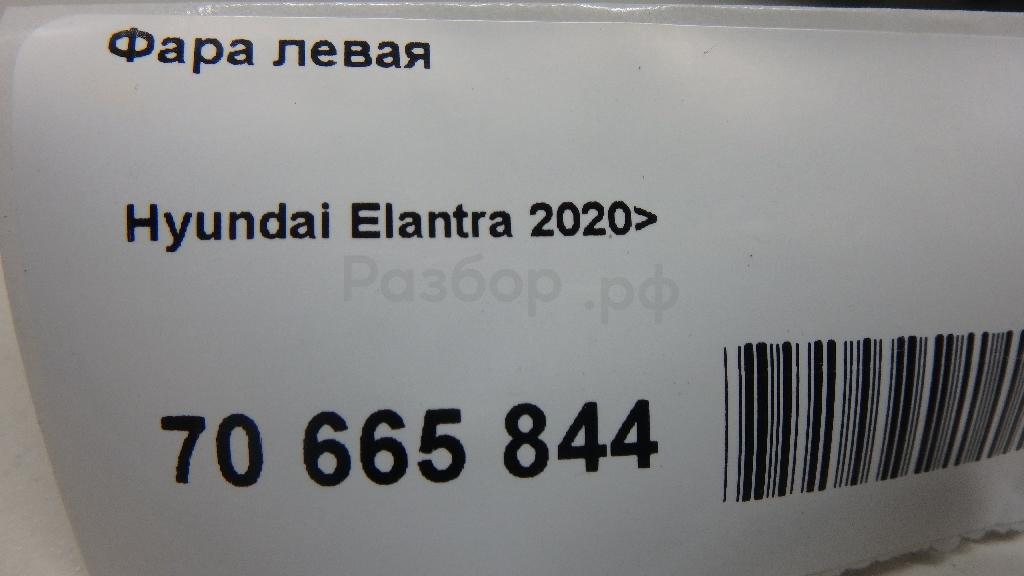 Фара левая
Hyundai Elantra 2020>
Разбор.рф
70 665 844